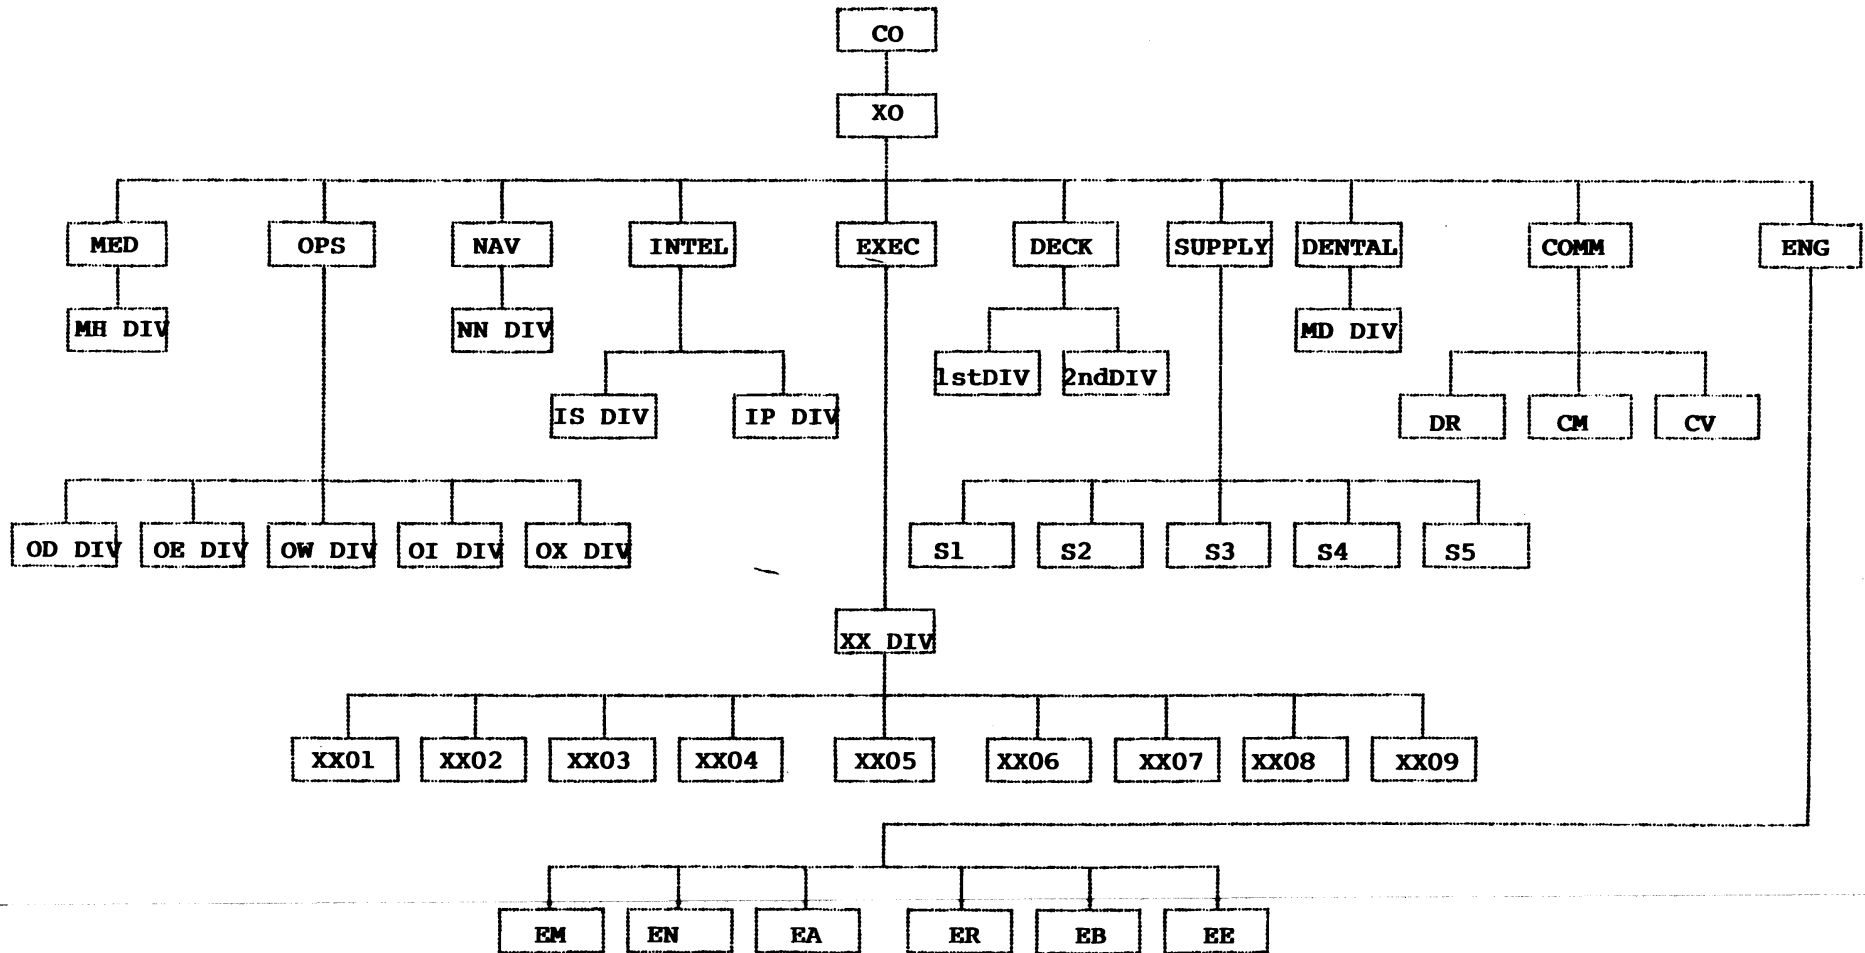 CO
XO
MED OPS NAV INTEL EXEC DECK SUPPLY DENTAL COMM ENG
MH DIV NN DIV MD DIV
1stDIV 2ndDIV
IS DIV IP DIV DR CM CV
OD DIV OE DIV OW DIV OI DIV OX DIV S1 S2 S3 S4 S5
XX DIV
XX01 XX02 XX03 XX04 XX05 XX06 XX07 XX08 XX09
EM EN EA ER EB EE